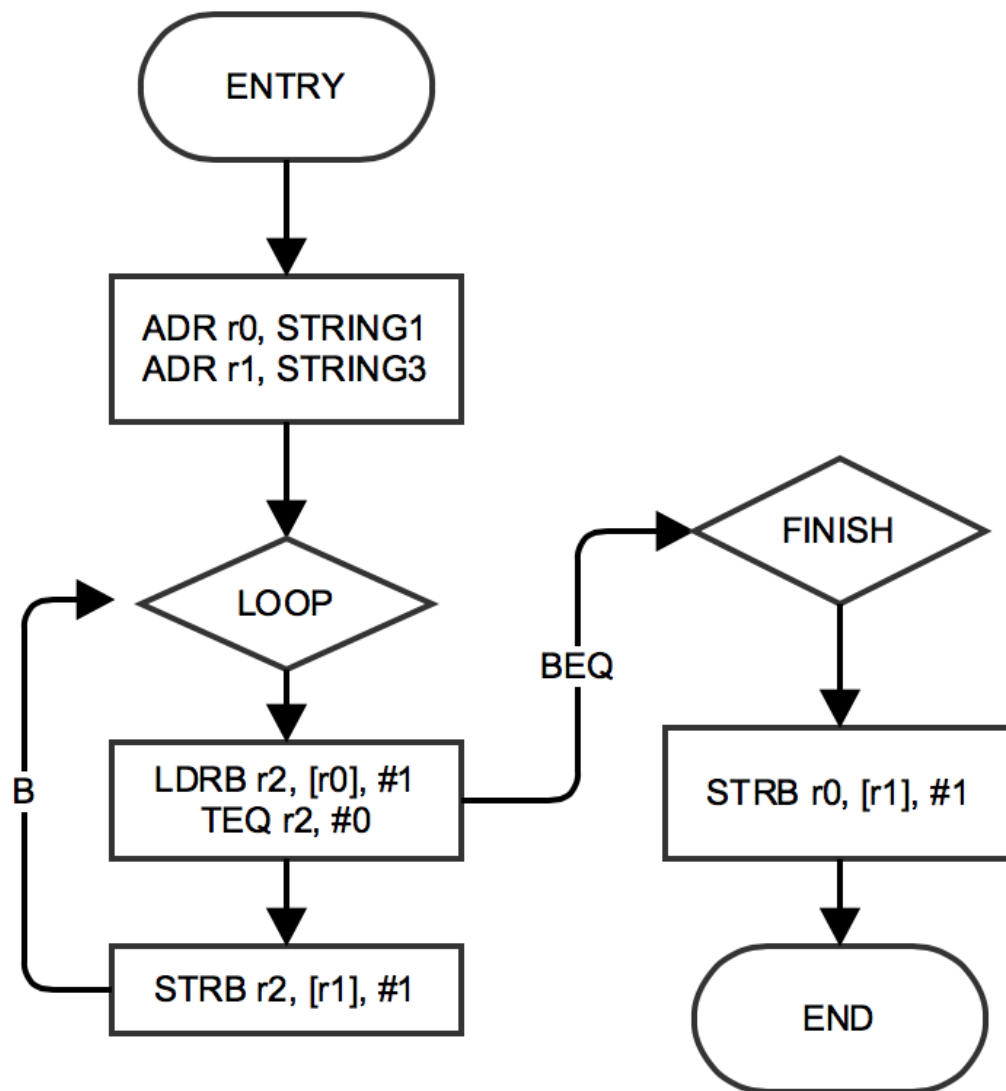 ENTRY
ADR r0, STRING1
ADR r1, STRING3
LOOP
LDRB r2, [r0], #1
TEQ r2, #0
B
STRB r2, [r1], #1
BEQ
FINISH
STRB r0, [r1], #1
END